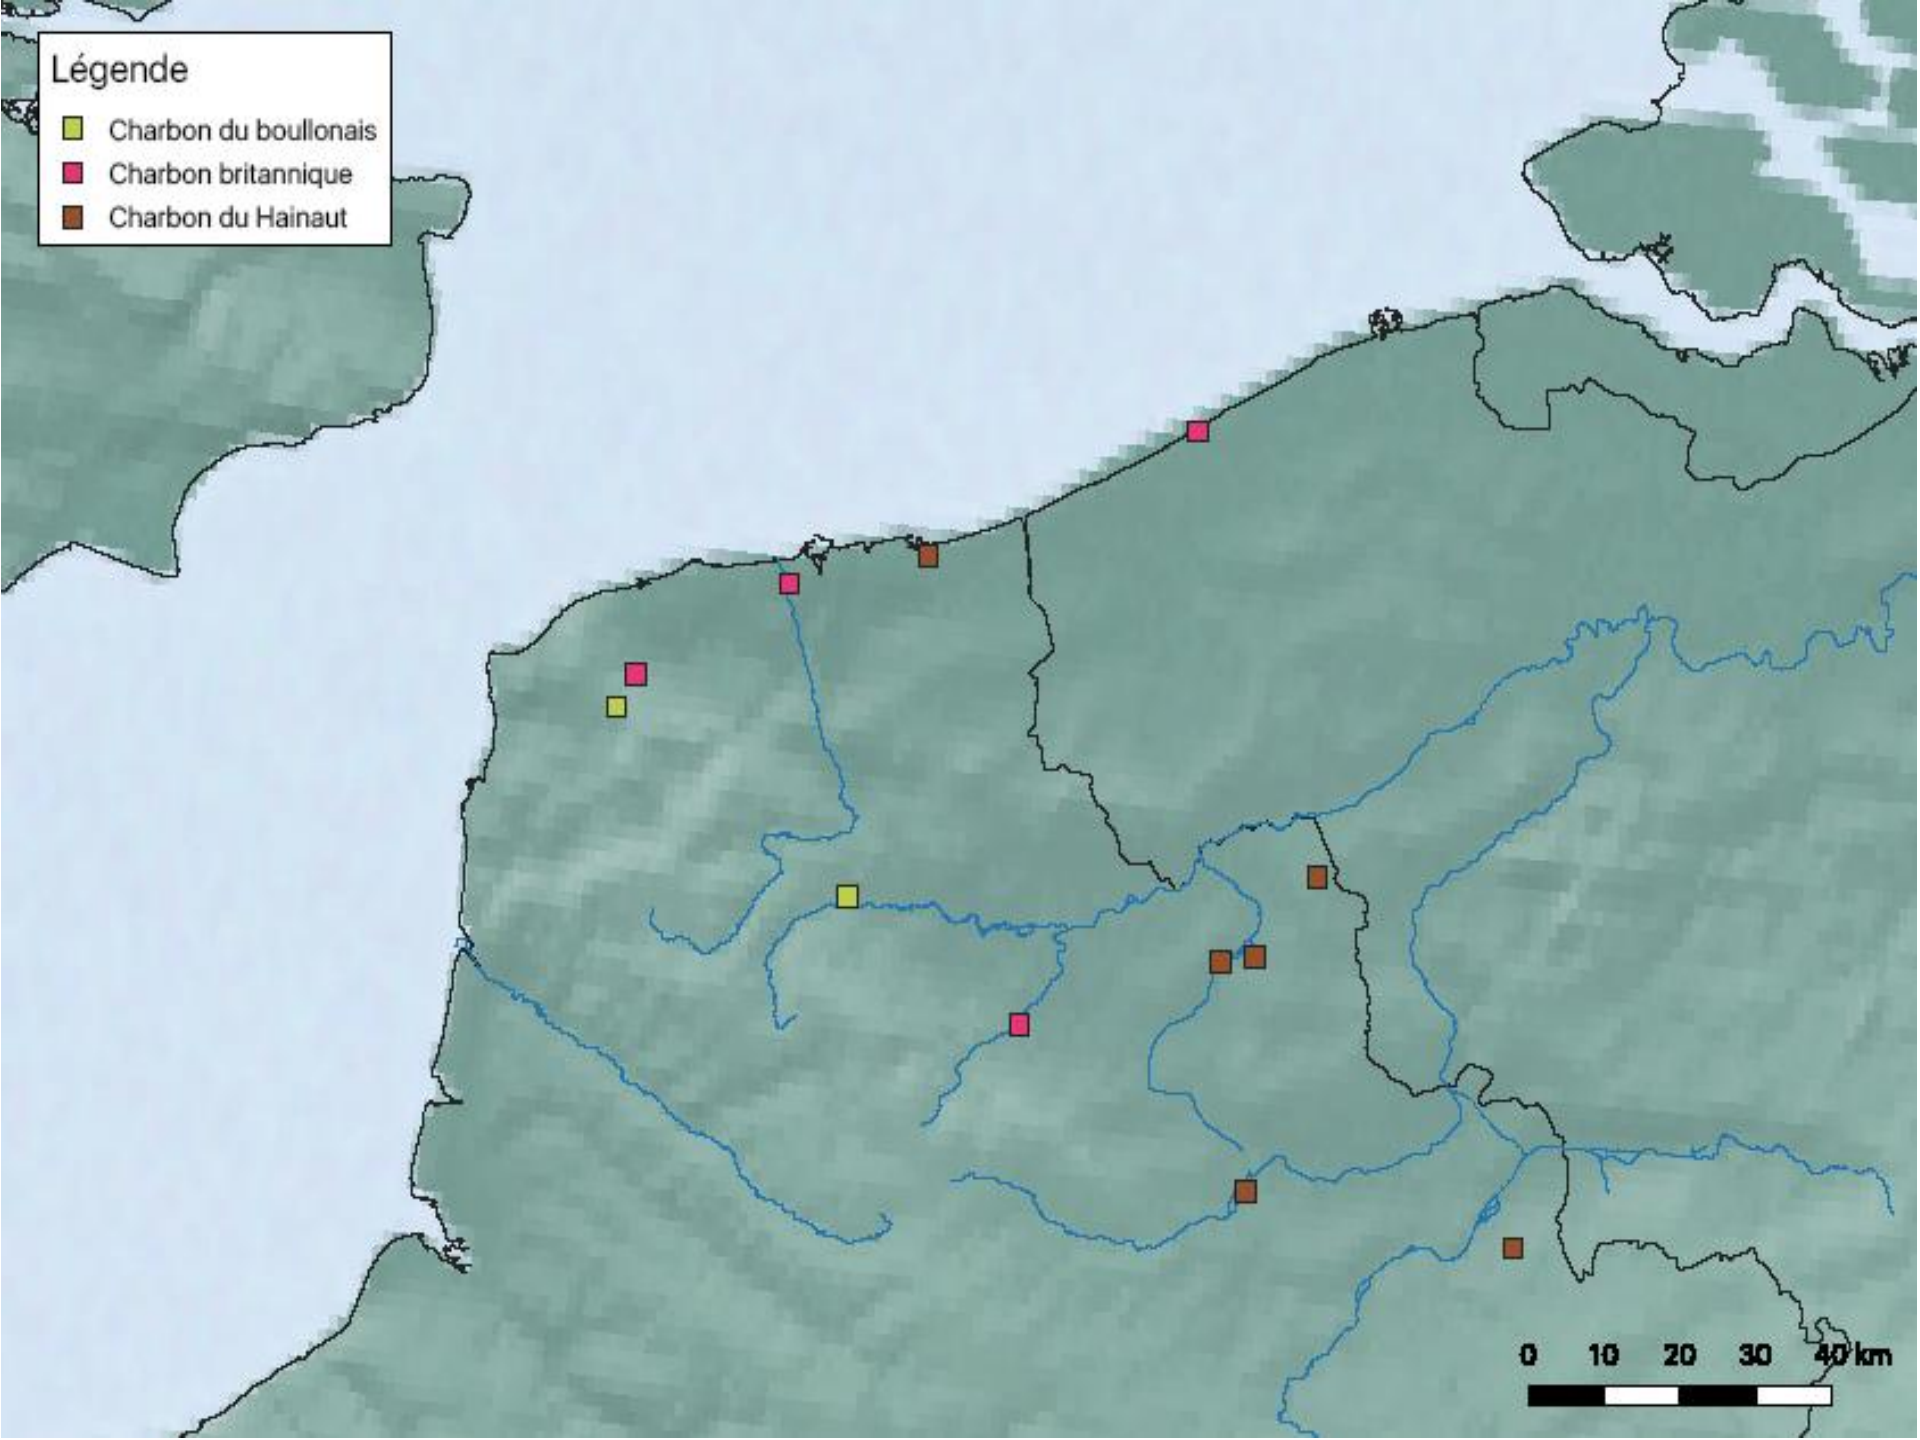 Légende
Charbon du boullonais
Charbon britannique
Charbon du Hainaut
0 10 20 30 40 km